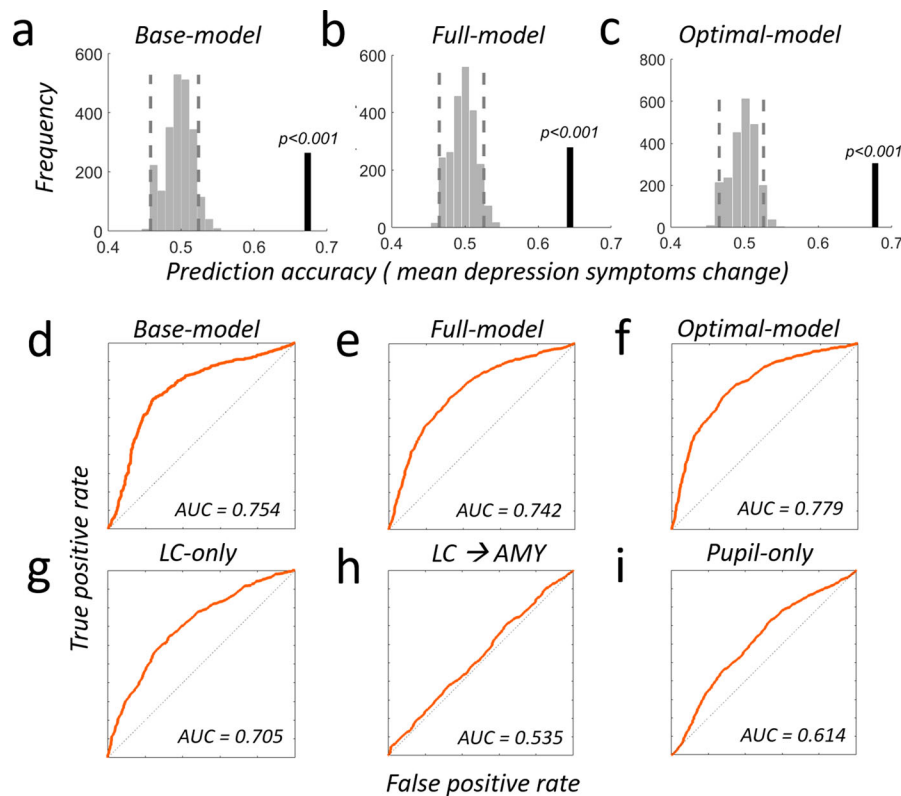 a Base-model
b Full-model
c Optimal-model
Frequency
600
400
200
0
p<0.001
0.4 0.5 0.6 0.7
600
400
200
0
p<0.001
0.4 0.5 0.6 0.7
800
600
400
200
0
p<0.001
0.4 0.5 0.6 0.7
Prediction accuracy ( mean depression symptoms change)
d Base-model
AUC = 0.754
e Full-model
AUC = 0.742
f Optimal-model
AUC = 0.779
True positive rate
g LC-only
AUC = 0.705
h LC → AMY
AUC = 0.535
i Pupil-only
AUC = 0.614
False positive rate